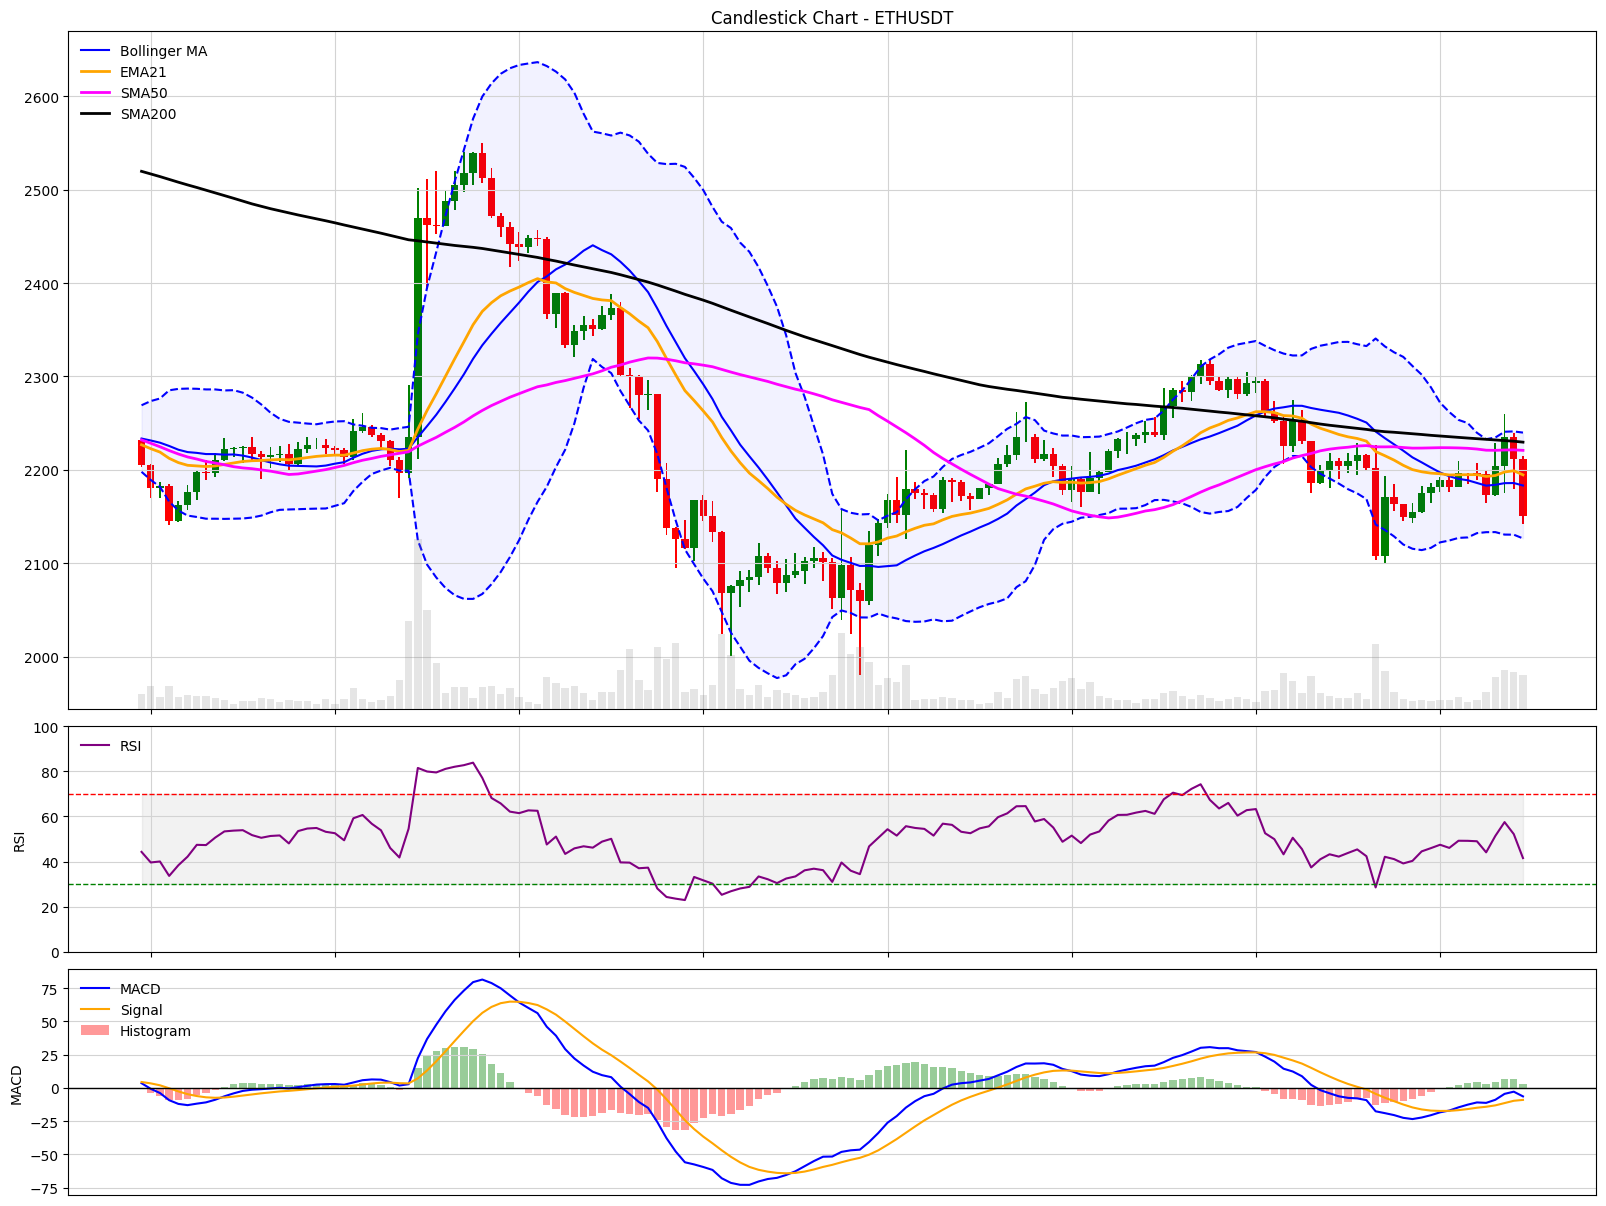 Candlestick Chart - ETHUSDT
Bollinger MA
EMA21
SMA50
SMA200
2600
2500
2400
2300
2200
2100
2000
RSI
100
80
60
40
20
0
RSI
MACD
Signal
Histogram
75
50
25
0
−25
−50
−75
MACD